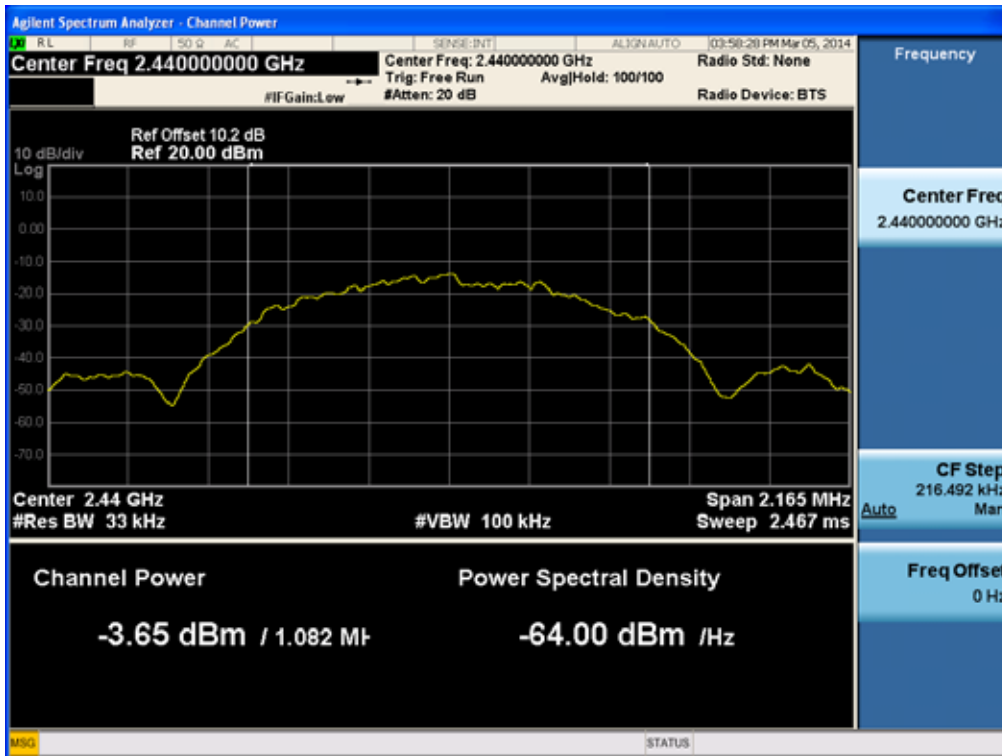 Agilent Spectrum Analyzer - Channel Power
LXI RL RF 50 Ω AC SENSE:INT ALIGN AUTO 03:58:28 PM Mar 05, 2014
Center Freq 2.440000000 GHz
Center Freq: 2.440000000 GHz
Radio Std: None
Trig: Free Run
Avg|Hold: 100/100
#IFGain:Low
#Atten: 20 dB
Radio Device: BTS
Ref Offset 10.2 dB
10 dB/div
Ref 20.00 dBm
Log
10.0
0.00
-10.0
-20.0
-30.0
-40.0
-50.0
-60.0
-70.0
Center 2.44 GHz
Span 2.165 MHz
#Res BW 33 kHz
#VBW 100 kHz
Sweep 2.467 ms
Channel Power
Power Spectral Density
-3.65 dBm / 1.082 MH
-64.00 dBm /Hz
MSG
STATUS
Frequency
Center Freq
2.440000000 GHz
CF Step
216.492 kHz
Auto Man
Freq Offset
0 Hz